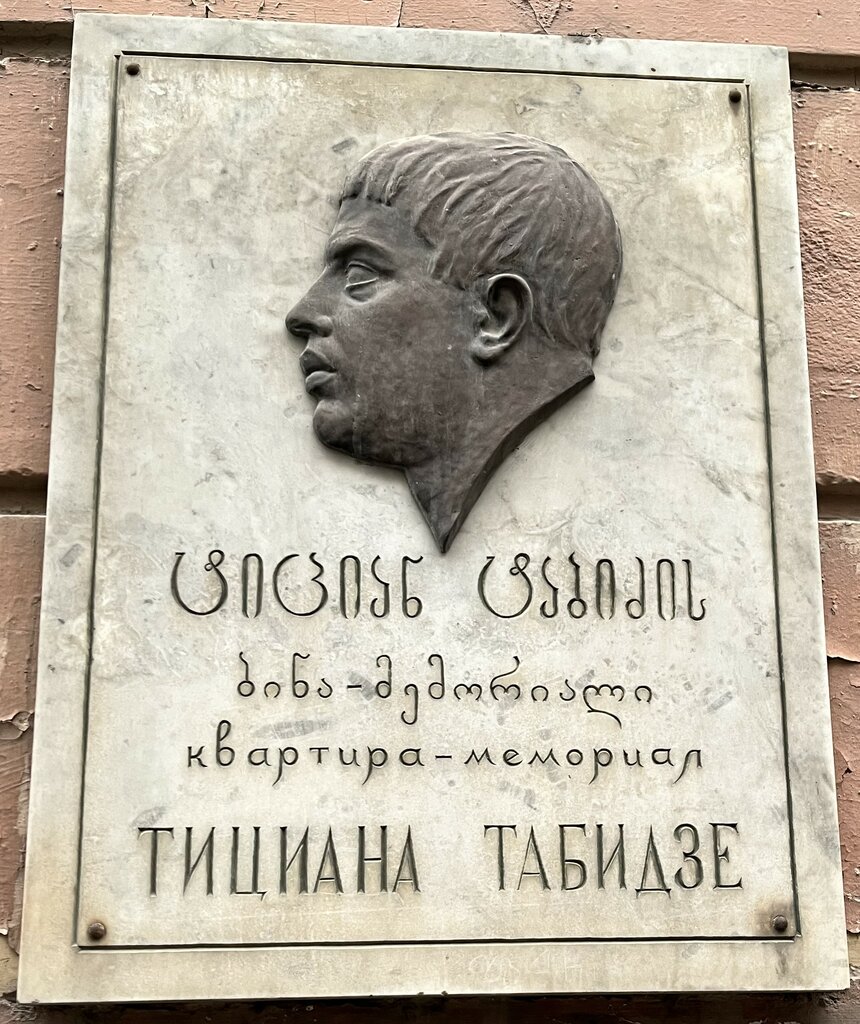 ტიციან ტაბიძის
ბინა-მემორიალი
квартира-мемориал
ТИЦИАНА ТАБИДЗЕ